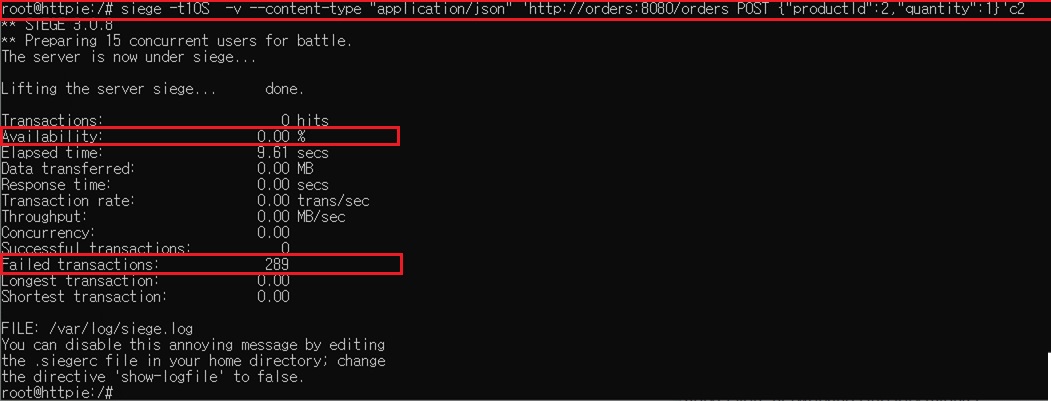 root@httpie:/# siege -t10S  -v --content-type "application/json" 'http://orders:8080/orders POST {"productId":2,"quantity":1}'c2
** SIEGE 3.0.8
** Preparing 15 concurrent users for battle.
The server is now under siege...
Lifting the server siege...      done.
Transactions:                      0 hits
Availability:                   0.00 %
Elapsed time:                   9.61 secs
Data transferred:               0.00 MB
Response time:                  0.00 secs
Transaction rate:               0.00 trans/sec
Throughput:                     0.00 MB/sec
Concurrency:                    0.00
Successful transactions:           0
Failed transactions:             289
Longest transaction:            0.00
Shortest transaction:           0.00
FILE: /var/log/siege.log
You can disable this annoying message by editing
the .siegerc file in your home directory; change
the directive 'show-logfile' to false.
root@httpie:/#